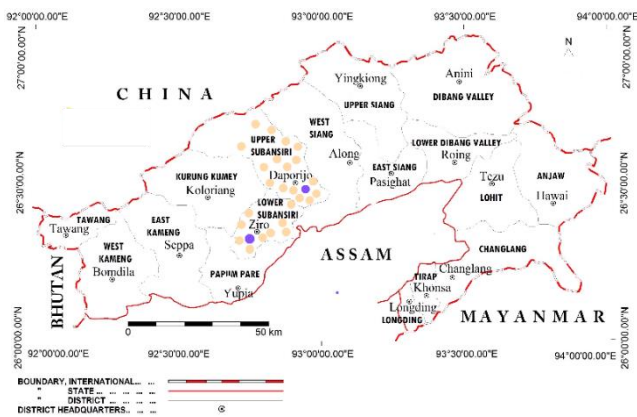 92°00'00.00"E
92°30'00.00"E
93°00'00.00"E
93°30'00.00"E
94°00'00.00"E
27°00'00.00"N
26°30'00.00"N
26°00'00.00"N
27°00'00.00"N
26°30'00.00"N
26°00'00.00"N
N
CHINA
Yingkiong
Anini
UPPER SIANG
DIBANG VALLEY
WEST
SIANG
UPPER
SUBANSIRI
LOWER DIBANG VALLEY
Roing
Along
EAST SIANG
Pasighat
Daporijo
KURUNG KUMEY
Koloriang
Tezu
LOHIT
ANJAW
Hawai
LOWER
SUBANSIRI
Ziro
TAWANG
Tawang
EAST
KAMENG
Seppa
WEST
KAMENG
Bomdila
ASSAM
CHANGLANG
PAPUM PARE
Yupia
TIRAP
Changlang
Khonsa
Longding
LONGDING
BHUTAN
MAYANMAR
0 50 km
92°00'00.00"E
92°30'00.00"E
93°00'00.00"E
93°30'00.00"E
94°00'00.00"E
BOUNDARY, INTERNATIONAL... ... ...
" STATE ... ... ... ... ...
" DISTRICT ... ... ... ...
DISTRICT HEADQUARTERS... ... ...